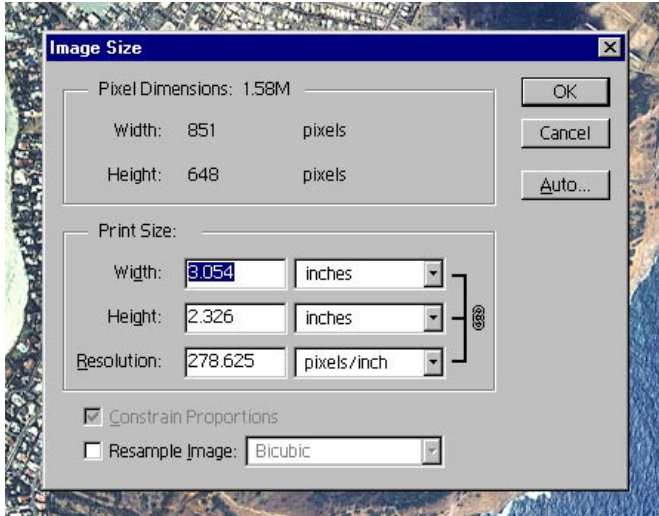 Image Size
Pixel Dimensions: 1.58M
Width: 851 pixels
Height: 648 pixels
Print Size:
Width: 3.054 inches
Height: 2.326 inches
Resolution: 278.625 pixels/inch
Constrain Proportions
Resample Image: Bicubic
OK
Cancel
Auto...